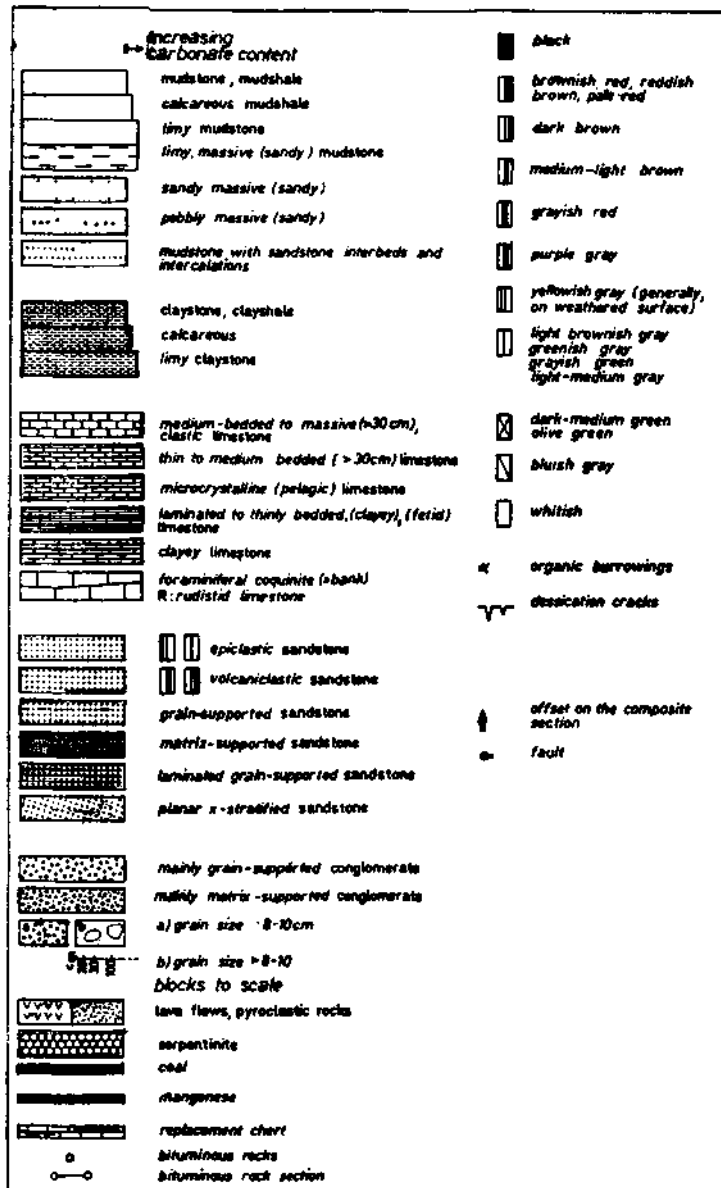 increasing
carbonate content
mudstone, mudshale
calcareous mudshale
limy mudstone
limy, massive (sandy) mudstone
sandy massive (sandy)
pebbly massive (sandy)
mudstone with sandstone interbeds and
intercalations
claystone, clayshale
calcareous
limy claystone
medium-bedded to massive (>30cm),
clastic limestone
thin to medium bedded (>30cm) limestone
microcrystalline (pelagic) limestone
laminated to thinly bedded, (clayey), (fetid)
limestone
clayey limestone
foraminiferal coquinite (=bank)
R: rudistid limestone
epiclastic sandstone
volcaniclastic sandstone
grain-supported sandstone
matrix-supported sandstone
laminated grain-supported sandstone
planar x-stratified sandstone
mainly grain-supported conglomerate
mainly matrix-supported conglomerate
a) grain size 8-10cm
b) grain size >8-10
blocks to scale
lava flows, pyroclastic rocks
serpentinite
coal
manganese
replacement chert
bituminous rocks
bituminous rock section
black
brownish red, reddish
brown, pale-red
dark brown
medium-light brown
grayish red
purple gray
yellowish gray (generally,
on weathered surface)
light brownish gray
greenish gray
grayish green
light-medium gray
dark-medium green
olive green
bluish gray
whitish
organic burrowings
dessication cracks
offset on the composite
section
fault